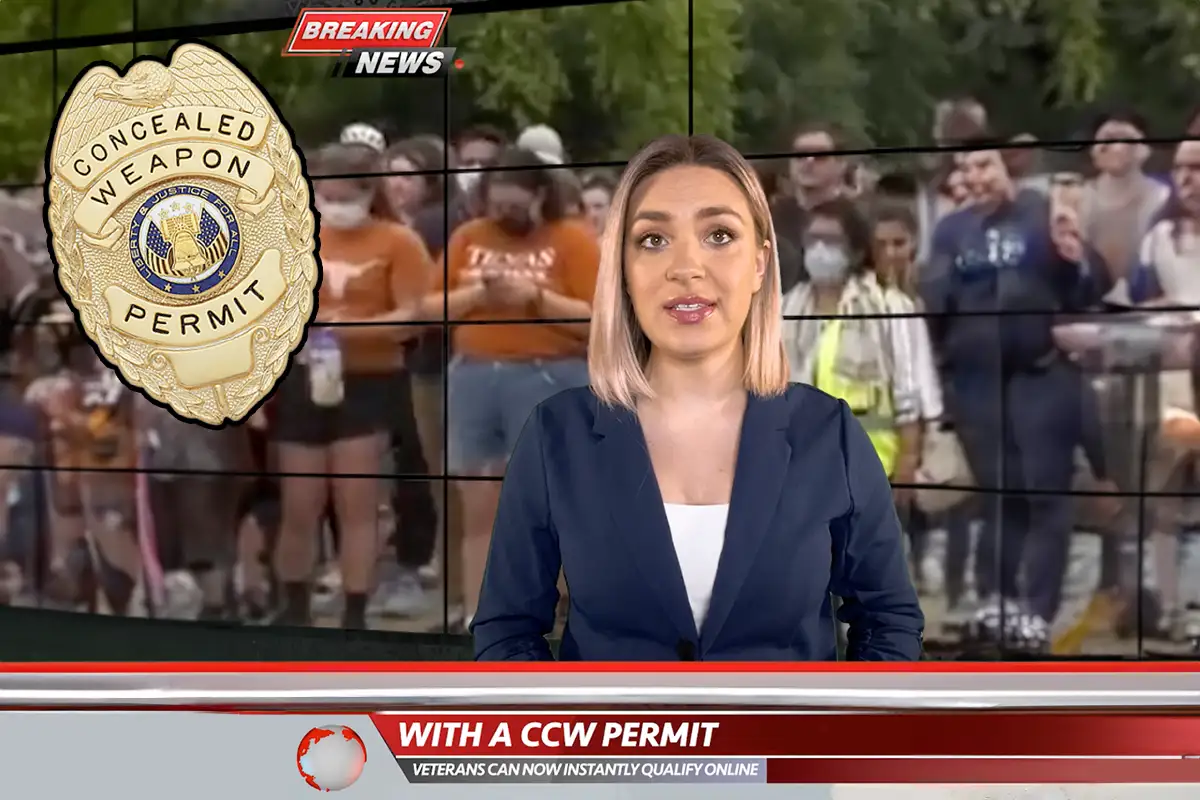 BREAKING
NEWS
CONCEALED
WEAPON
LIBERTY & JUSTICE FOR ALL
PERMIT
TEXAS
WITH A CCW PERMIT
VETERANS CAN NOW INSTANTLY QUALIFY ONLINE